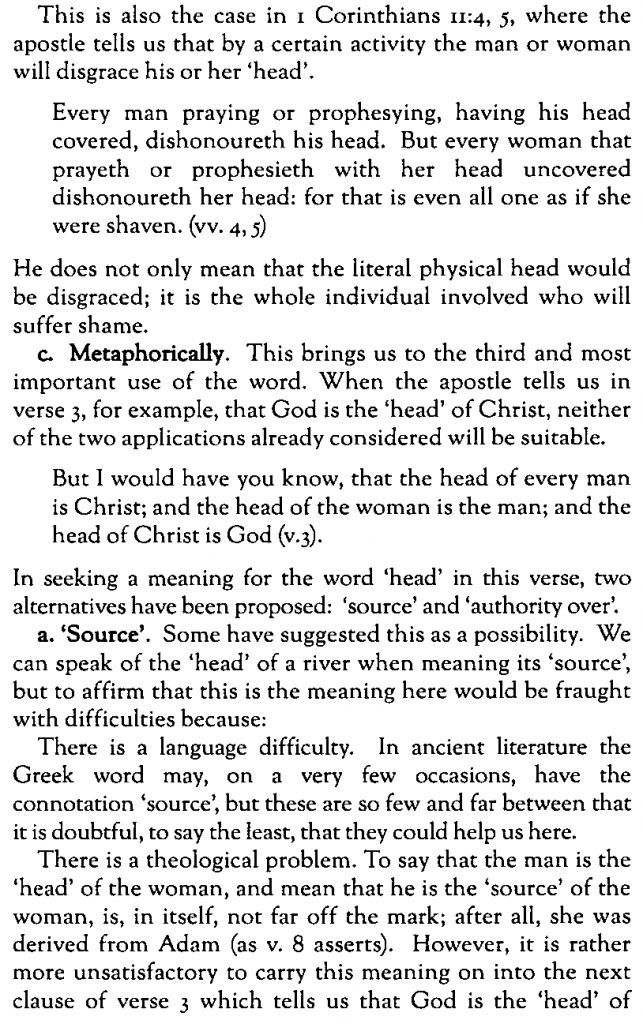 This is also the case in 1 Corinthians 11:4, 5, where the
apostle tells us that by a certain activity the man or woman
will disgrace his or her ‘head’.
Every man praying or prophesying, having his head
covered, dishonoureth his head. But every woman that
prayeth or prophesieth with her head uncovered
dishonoureth her head: for that is even all one as if she
were shaven. (vv. 4, 5)
He does not only mean that the literal physical head would
be disgraced; it is the whole individual involved who will
suffer shame.
c. Metaphorically. This brings us to the third and most
important use of the word. When the apostle tells us in
verse 3, for example, that God is the ‘head’ of Christ, neither
of the two applications already considered will be suitable.
But I would have you know, that the head of every man
is Christ; and the head of the woman is the man; and the
head of Christ is God (v.3).
In seeking a meaning for the word ‘head’ in this verse, two
alternatives have been proposed: ‘source’ and ‘authority over’.
a. ‘Source’. Some have suggested this as a possibility. We
can speak of the ‘head’ of a river when meaning its ‘source’,
but to affirm that this is the meaning here would be fraught
with difficulties because:
There is a language difficulty. In ancient literature the
Greek word may, on a very few occasions, have the
connotation ‘source’, but these are so few and far between that
it is doubtful, to say the least, that they could help us here.
There is a theological problem. To say that the man is the
‘head’ of the woman, and mean that he is the ‘source’ of the
woman, is, in itself, not far off the mark; after all, she was
derived from Adam (as v. 8 asserts). However, it is rather
more unsatisfactory to carry this meaning on into the next
clause of verse 3 which tells us that God is the ‘head’ of